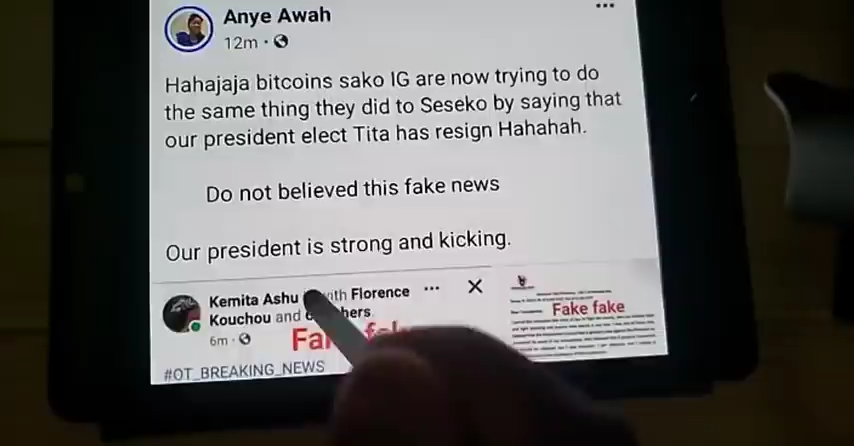 Anye Awah
12m
Hahajaja bitcoins sako IG are now trying to do
the same thing they did to Seseko by saying that
our president elect Tita has resign Hahahah.
Do not believed this fake news
Our president is strong and kicking.
Kemita Ashu with Florence
Kouchou and
6m
#OT_BREAKING_NEWS
Fake fake